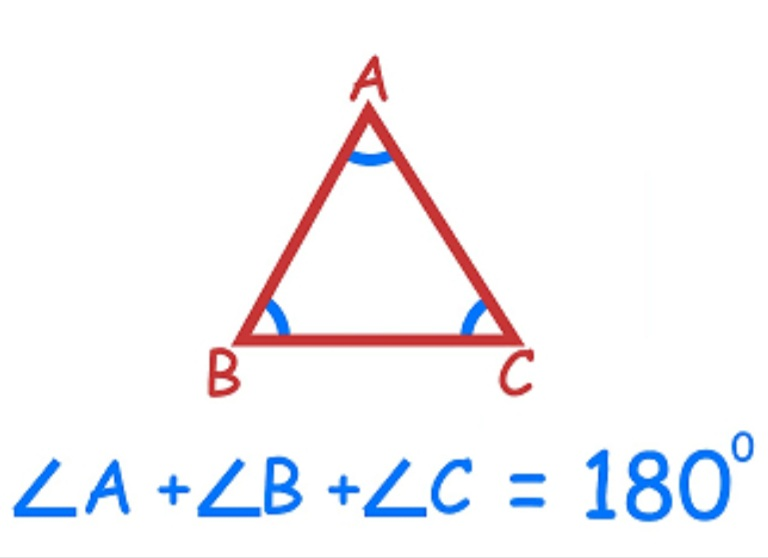 A
B C
∠A + ∠B + ∠C = 180⁰